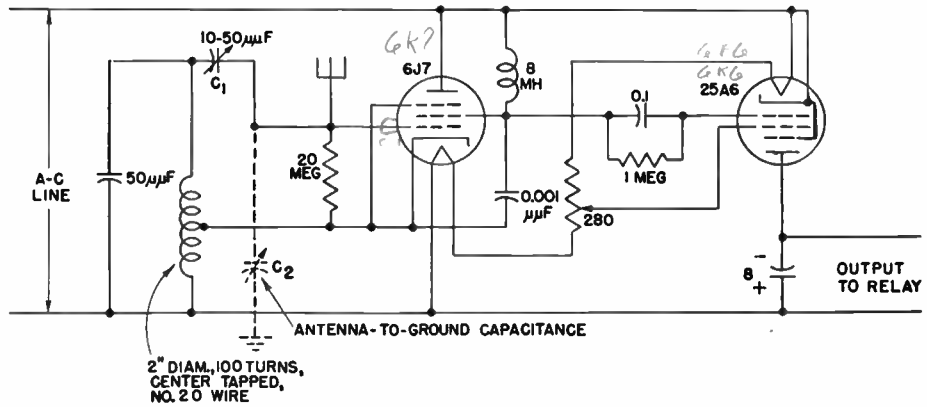 10-50µµF
C1
6K7
6J7
8
MH
6F6
6K6
25A6
0.1
A-C
LINE
50µµF
20
MEG
1 MEG
0.001
µµF
280
C2
8
-
+
OUTPUT
TO RELAY
ANTENNA-TO-GROUND CAPACITANCE
2" DIAM., 100 TURNS,
CENTER TAPPED,
NO. 20 WIRE